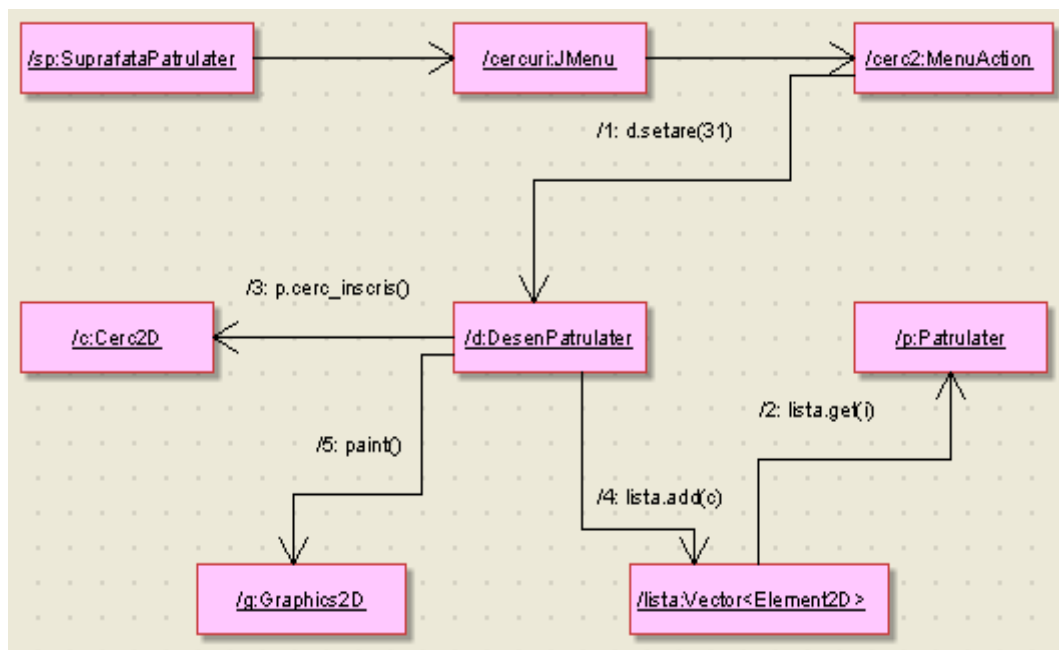 /sp:SuprafataPatrulater
/cercuri:JMenu
/cerc2:MenuAction
/1: d.setare(31)
/3: p.cerc_inscris()
/c:Cerc2D
/d:DesenPatrulater
/p:Patrulater
/2: lista.get(i)
/5: paint()
/4: lista.add(c)
/g:Graphics2D
/lista:Vector<Element2D>